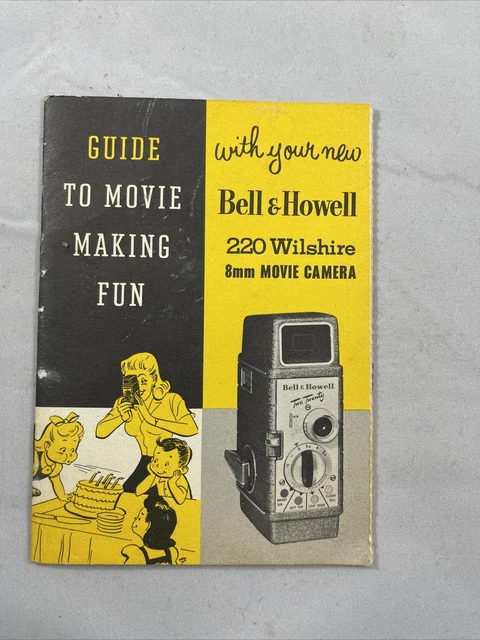 GUIDE
TO MOVIE
MAKING
FUN
with your new
Bell & Howell
220 Wilshire
8mm MOVIE CAMERA
Bell & Howell
Two Twenty